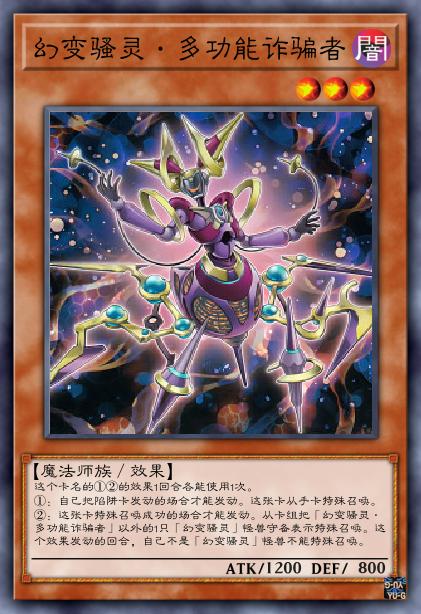 幻变骚灵・多功能诈骗者
闇
【魔法师族／效果】
这个卡名的①②的效果1回合各能使用1次。
①：自己把陷阱卡发动的场合才能发动。这张卡从手卡特殊召唤。
②：这张卡特殊召唤成功的场合才能发动。从卡组把「幻变骚灵・
多功能诈骗者」以外的1只「幻变骚灵」怪兽守备表示特殊召唤。这
个效果发动的回合，自己不是「幻变骚灵」怪兽不能特殊召唤。
ATK/1200 DEF/ 800